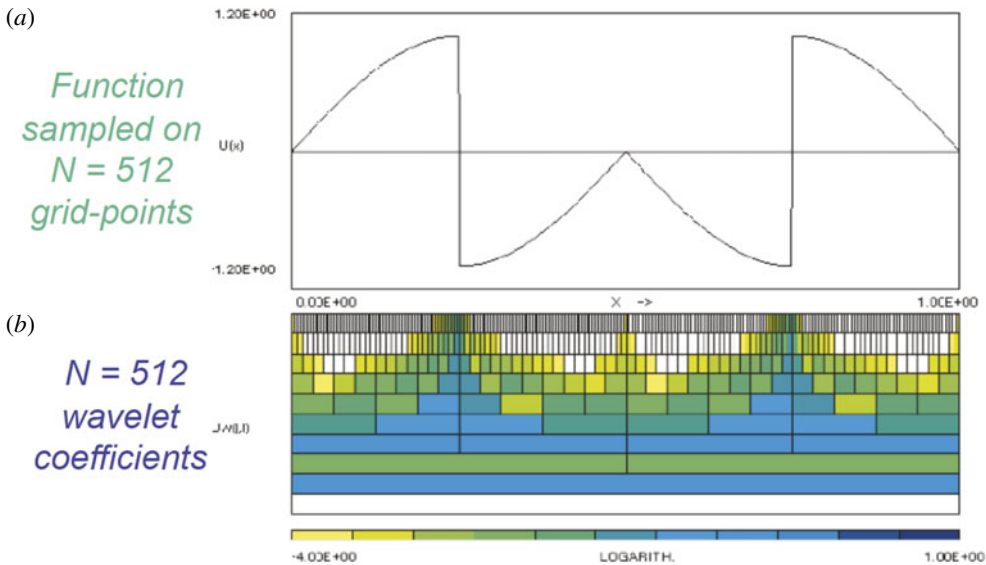 (a)
1.20E+00
Function
sampled on
N = 512
grid-points
U(x)
-1.20E+00
0.00E+00 X -> 1.00E+00
(b)
N = 512
wavelet
coefficients
-4.00E+00 LOGARITH. 1.00E+00